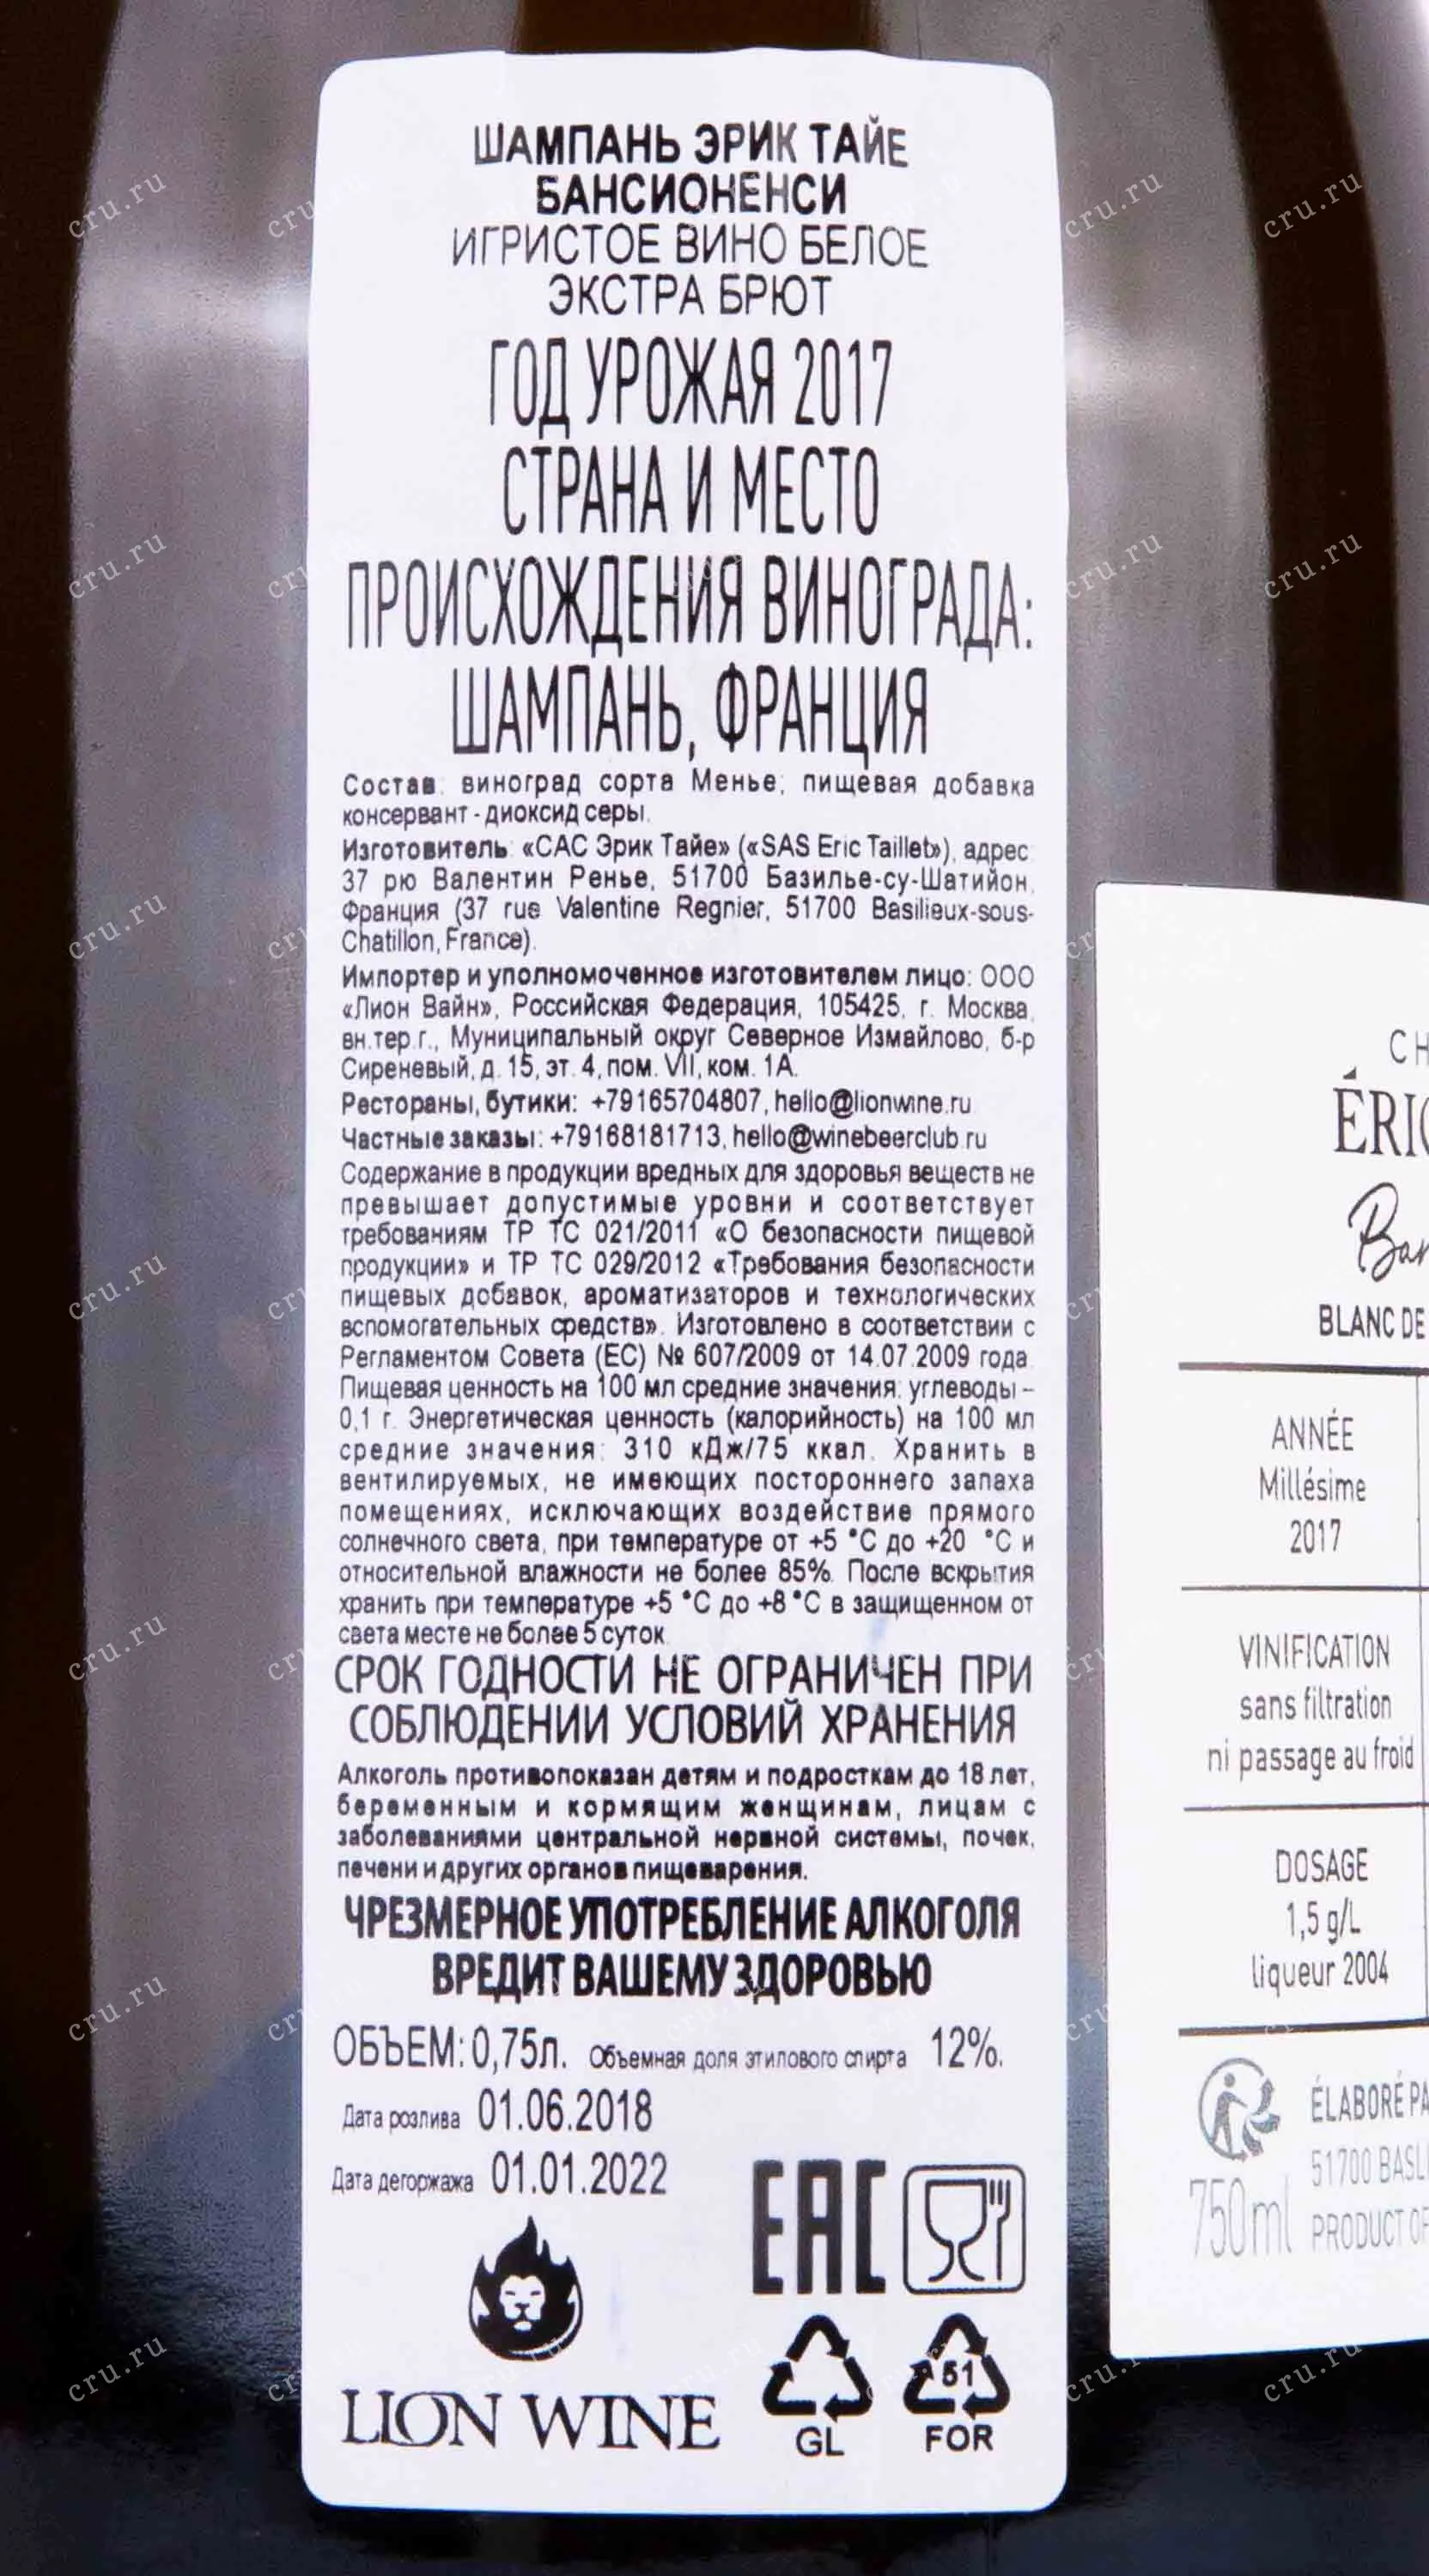 ШАМПАНЬ ЭРИК ТАЙЕ
БАНСИОНЕНСИ
ИГРИСТОЕ ВИНО БЕЛОЕ
ЭКСТРА БРЮТ
ГОД УРОЖАЯ 2017
СТРАНА И МЕСТО
ПРОИСХОЖДЕНИЯ ВИНОГРАДА:
ШАМПАНЬ, ФРАНЦИЯ
Состав: виноград сорта Менье; пищевая добавка
консервант - диоксид серы.
Изготовитель: «САС Эрик Тайе» («SAS Eric Taillet»), адрес:
37 рю Валентин Ренье, 51700 Базилье-су-Шатийон,
Франция (37 rue Valentine Regnier, 51700 Basilieux-sous-
Chatillon, France).
Импортер и уполномоченное изготовителем лицо: ООО
«Лион Вайн», Российская Федерация, 105425, г. Москва,
вн.тер.г., Муниципальный округ Северное Измайлово, б-р
Сиреневый, д. 15, эт. 4, пом. VII, ком. 1А.
Рестораны, бутики: +79165704807, hello@lionwine.ru
Частные заказы: +79168181713, hello@winebeerclub.ru
Содержание в продукции вредных для здоровья веществ не
превышает допустимые уровни и соответствует
требованиям ТР ТС 021/2011 «О безопасности пищевой
продукции» и ТР ТС 029/2012 «Требования безопасности
пищевых добавок, ароматизаторов и технологических
вспомогательных средств». Изготовлено в соответствии с
Регламентом Совета (ЕС) № 607/2009 от 14.07.2009 года.
Пищевая ценность на 100 мл средние значения: углеводы –
0,1 г. Энергетическая ценность (калорийность) на 100 мл
средние значения: 310 кДж/75 ккал. Хранить в
вентилируемых, не имеющих постороннего запаха
помещениях, исключающих воздействие прямого
солнечного света, при температуре от +5 °С до +20 °С и
относительной влажности не более 85%. После вскрытия
хранить при температуре +5 °С до +8 °С в защищенном от
света месте не более 5 суток.
СРОК ГОДНОСТИ НЕ ОГРАНИЧЕН ПРИ
СОБЛЮДЕНИИ УСЛОВИЙ ХРАНЕНИЯ
Алкоголь противопоказан детям и подросткам до 18 лет,
беременным и кормящим женщинам, лицам с
заболеваниями центральной нервной системы, почек,
печени и других органов пищеварения.
ЧРЕЗМЕРНОЕ УПОТРЕБЛЕНИЕ АЛКОГОЛЯ
ВРЕДИТ ВАШЕМУ ЗДОРОВЬЮ
ОБЪЕМ: 0,75л. Объемная доля этилового спирта 12%.
Дата розлива 01.06.2018
Дата дегоржажа 01.01.2022
EAC
LION WINE
GL
51
FOR
CH
ÉRIC
Ban
BLANC DE
ANNÉE
Millésime
2017
VINIFICATION
sans filtration
ni passage au froid
DOSAGE
1,5 g/L
liqueur 2004
ÉLABORÉ PA
51700 BASL
750ml PRODUCT OF
cru.ru